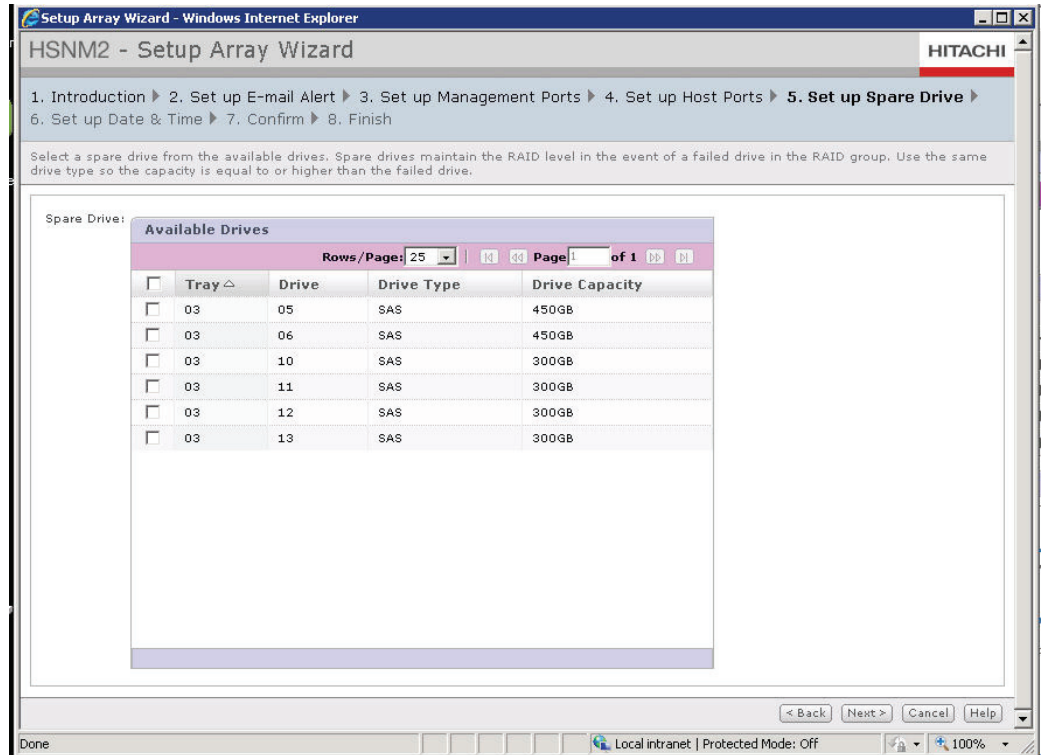 Setup Array Wizard - Windows Internet Explorer
HSNM2 - Setup Array Wizard
HITACHI
1. Introduction 2. Set up E-mail Alert 3. Set up Management Ports 4. Set up Host Ports 5. Set up Spare Drive
6. Set up Date & Time 7. Confirm 8. Finish
Select a spare drive from the available drives. Spare drives maintain the RAID level in the event of a failed drive in the RAID group. Use the same
drive type so the capacity is equal to or higher than the failed drive.
Spare Drive:
Available Drives
Rows/Page: 25 Page 1 of 1
Tray Drive Drive Type Drive Capacity
03 05 SAS 450GB
03 06 SAS 450GB
03 10 SAS 300GB
03 11 SAS 300GB
03 12 SAS 300GB
03 13 SAS 300GB
< Back Next > Cancel Help
Done Local intranet | Protected Mode: Off 100%